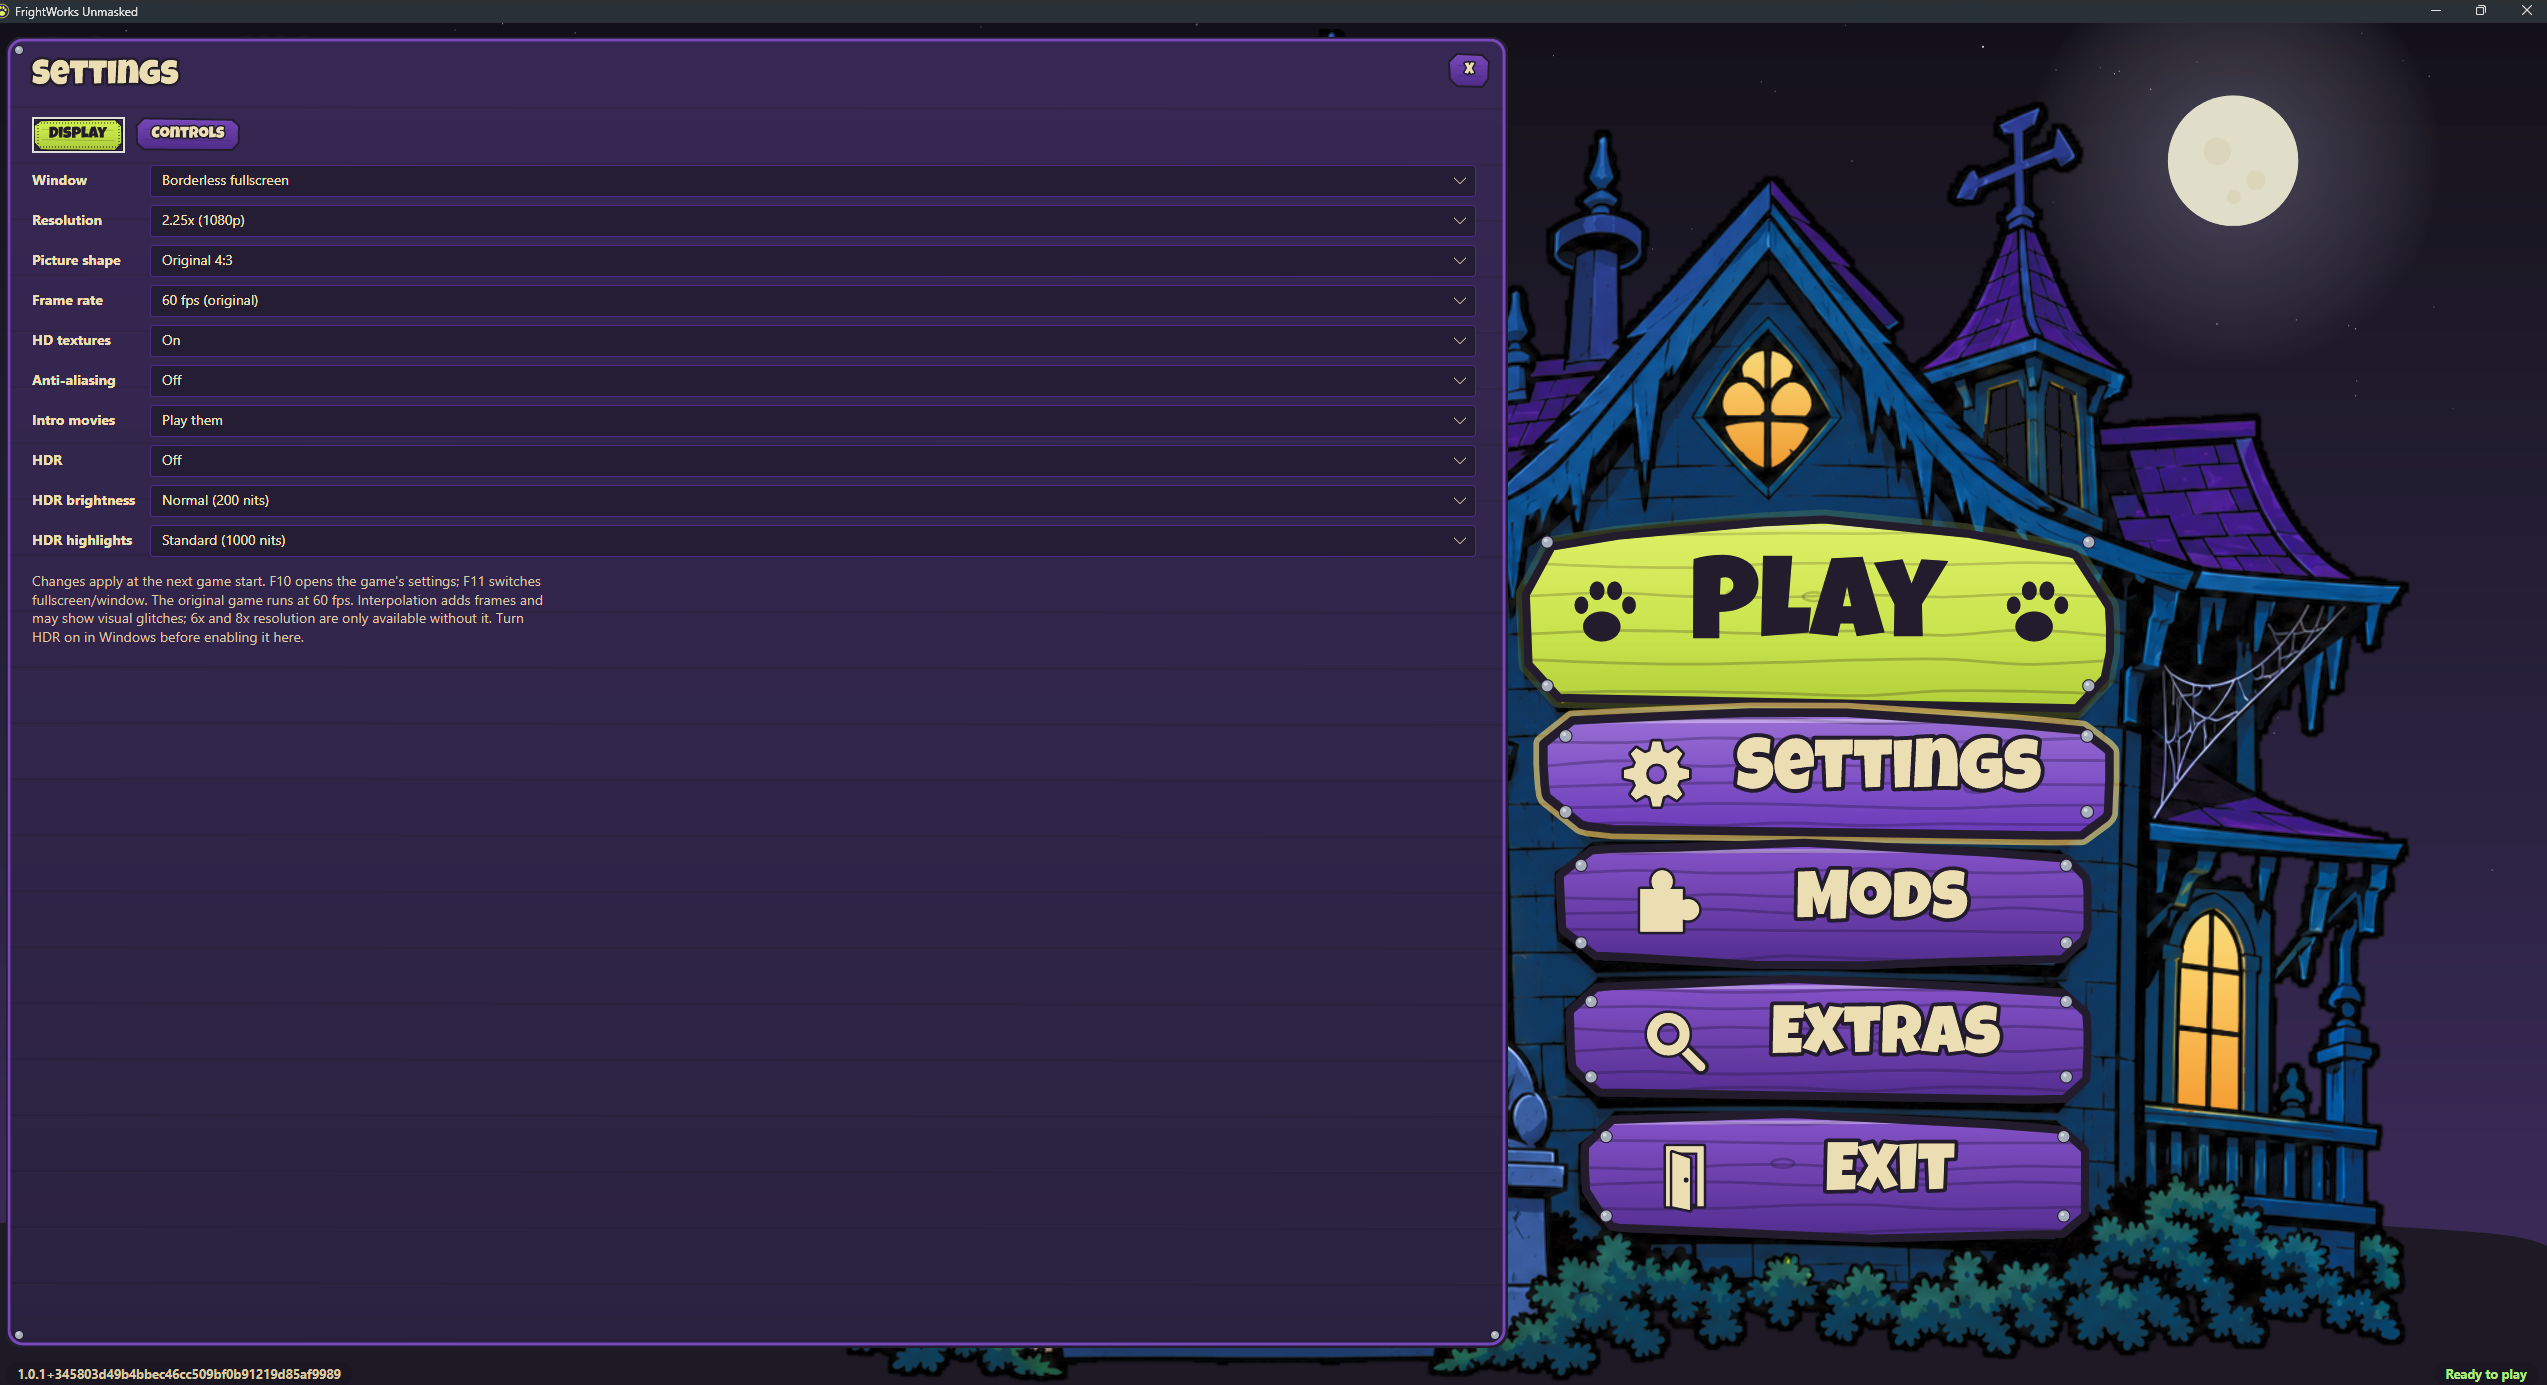 FrightWorks Unmasked
SETTINGS
X
DISPLAY
CONTROLS
Window
Borderless fullscreen
Resolution
2.25x (1080p)
Picture shape
Original 4:3
Frame rate
60 fps (original)
HD textures
On
Anti-aliasing
Off
Intro movies
Play them
HDR
Off
HDR brightness
Normal (200 nits)
HDR highlights
Standard (1000 nits)
Changes apply at the next game start. F10 opens the game's settings; F11 switches
fullscreen/window. The original game runs at 60 fps. Interpolation adds frames and
may show visual glitches; 6x and 8x resolution are only available without it. Turn
HDR on in Windows before enabling it here.
PLAY
SETTINGS
MODS
EXTRAS
EXIT
1.0.1+345803d49b4bbec46cc509bf0b91219d85af9989
Ready to play